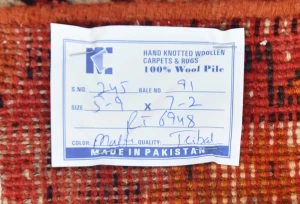 HAND KNOTTED WOOLLEN
CARPETS & RUGS
100% Wool Pile
S.NO. 245 BALE NO. 91
SIZE 5-9 X 7-2
RI 6948
COLOR: Multi QUALITY: Tribal
MADE IN PAKISTAN